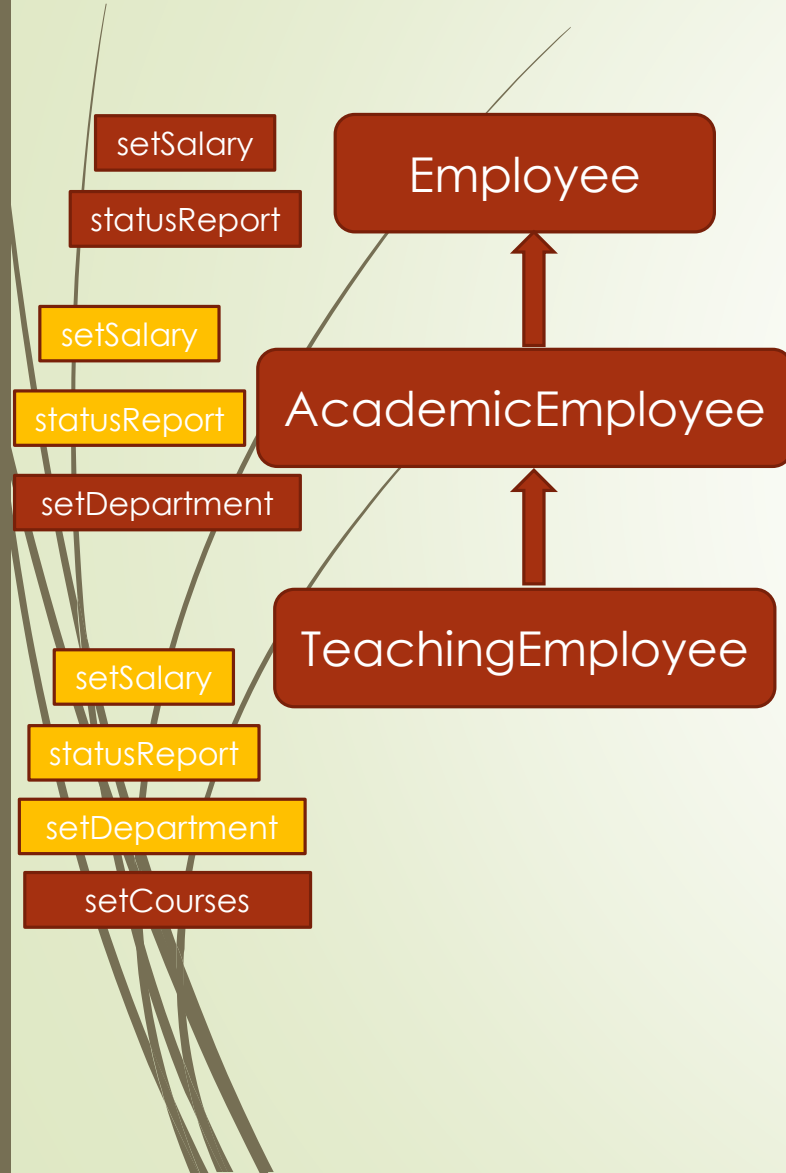 setSalary
Employee
statusReport
setSalary
AcademicEmployee
statusReport
setDepartment
TeachingEmployee
setSalary
statusReport
setDepartment
setCourses